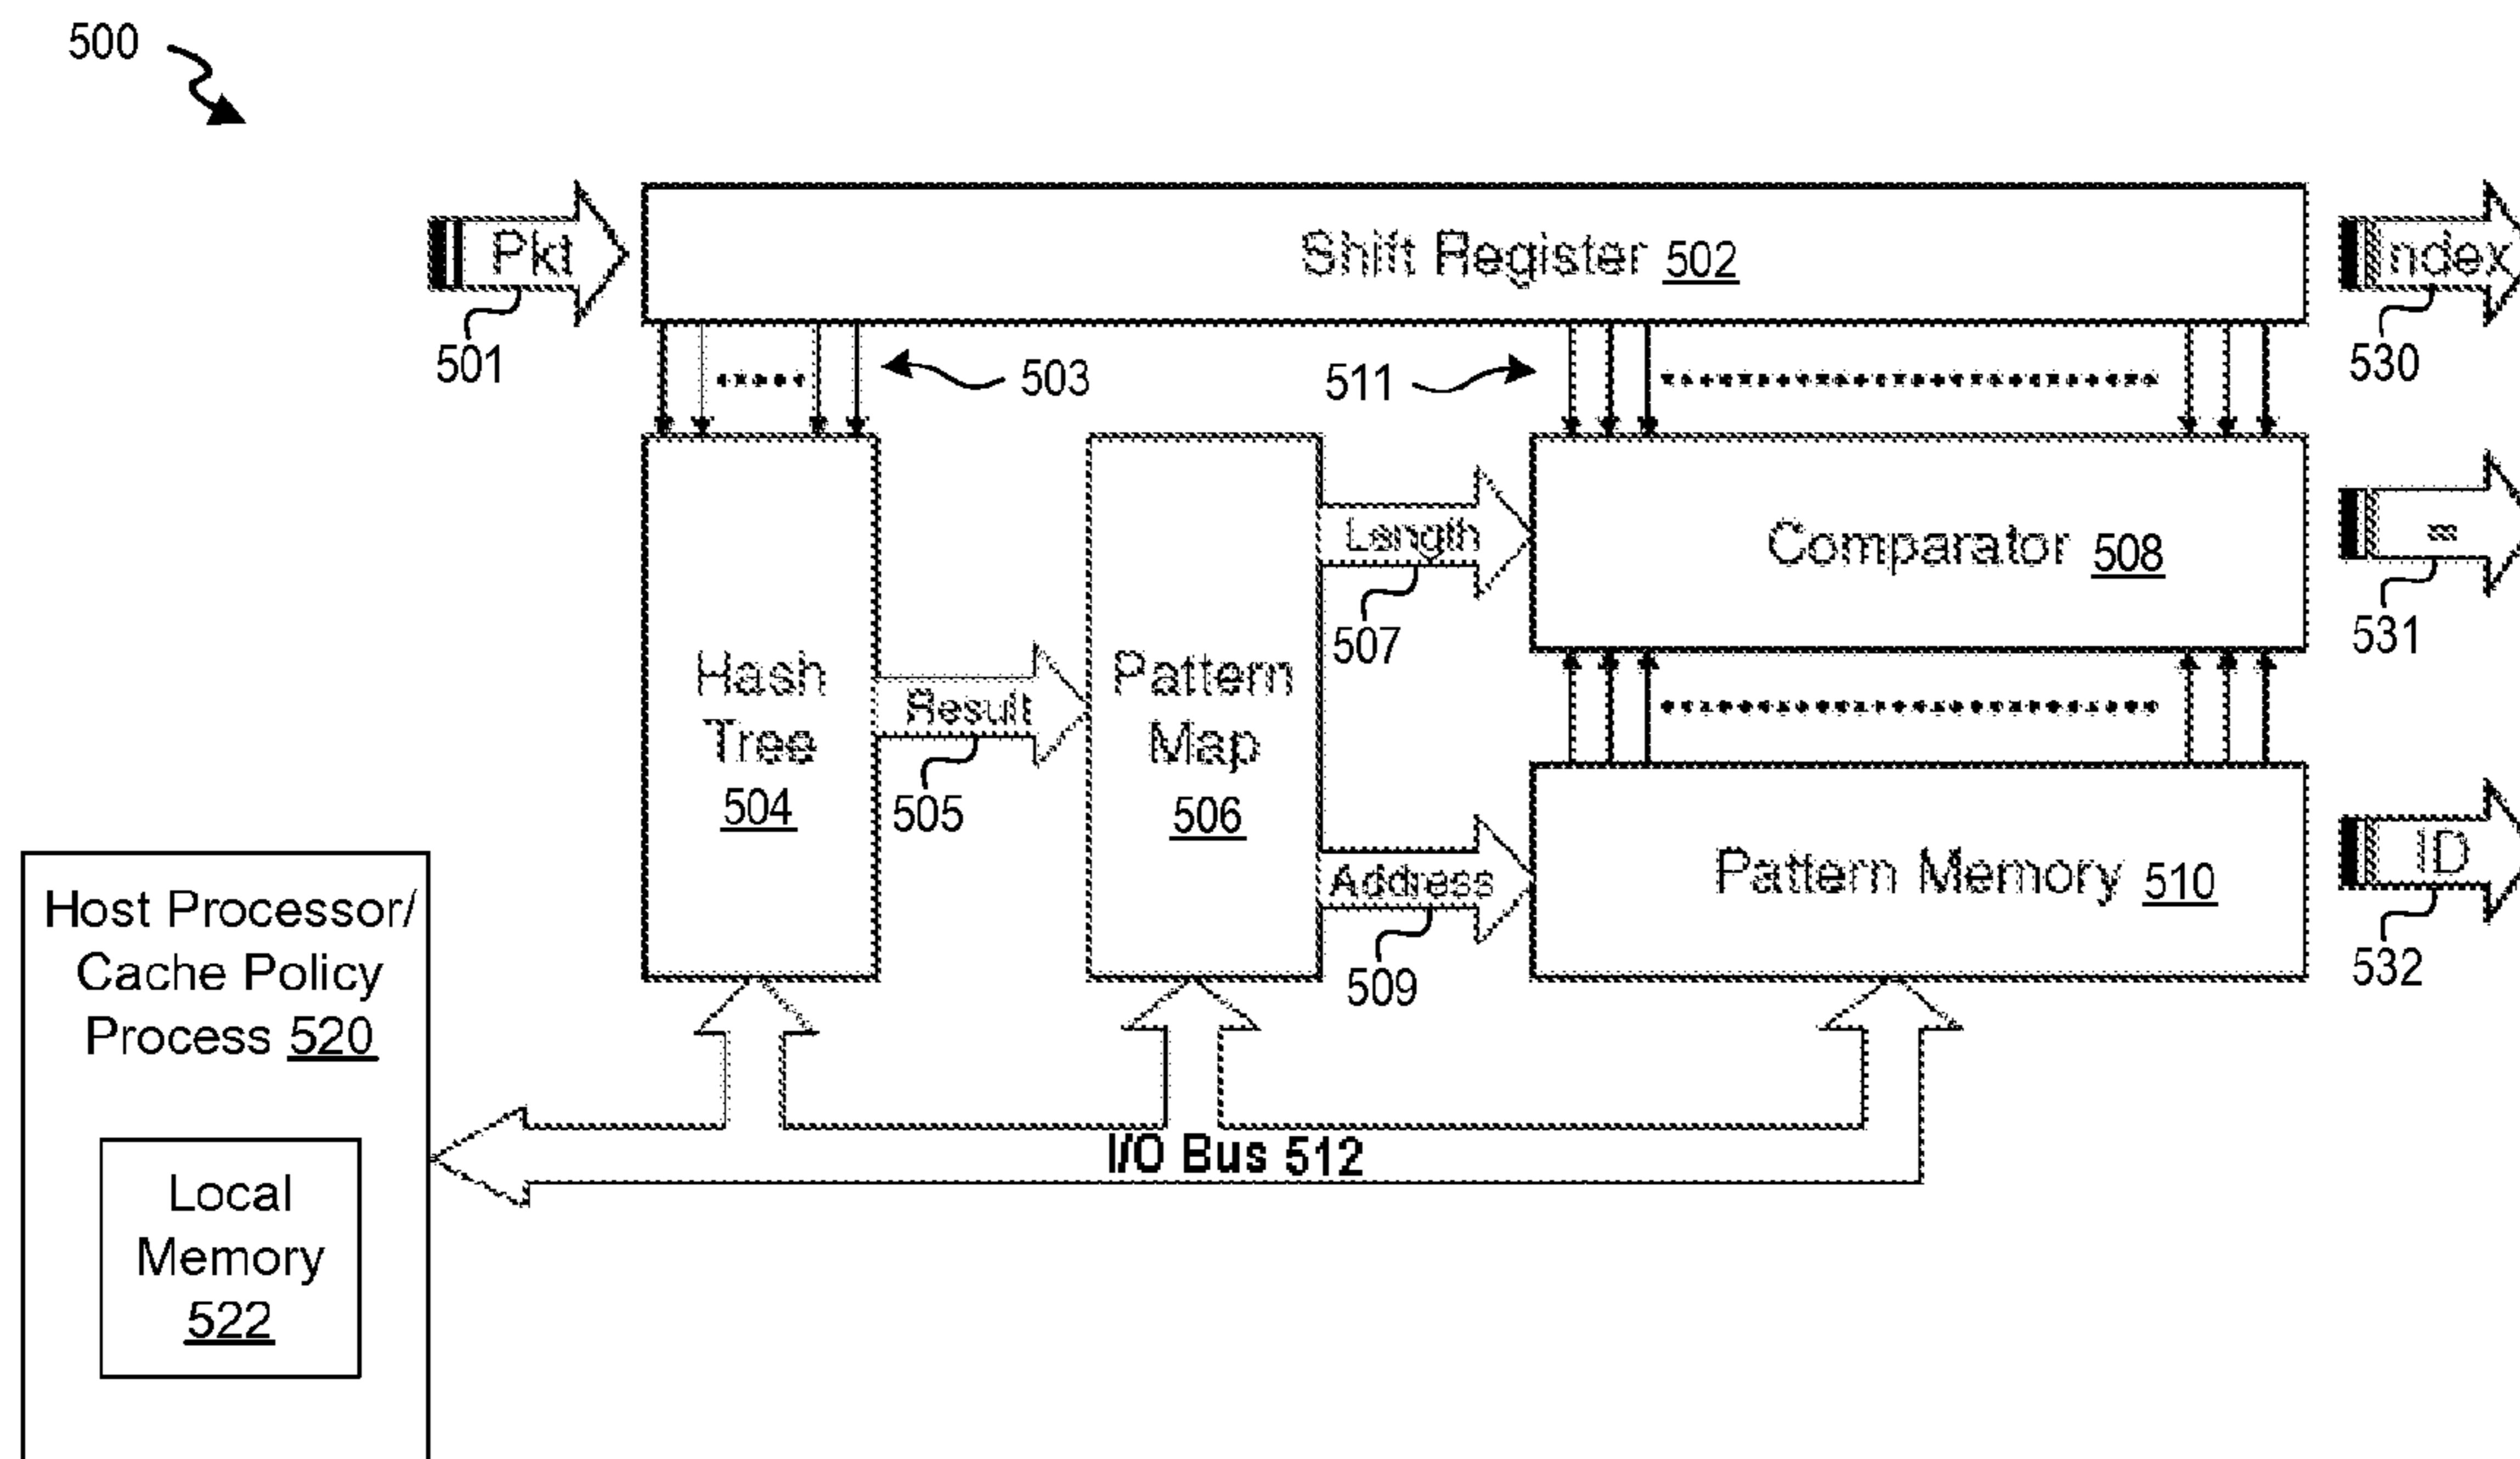 500
Pkt
501
Shift Register 502
Index
530
503
511
Hash
Tree
504
Result
505
Pattern
Map
506
Length
507
Address
509
Comparator 508
=
531
Pattern Memory 510
ID
532
Host Processor/
Cache Policy
Process 520
Local
Memory
522
I/O Bus 512